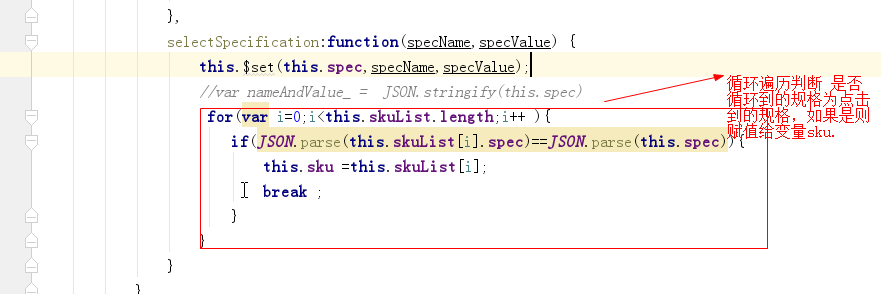 },
selectSpecification:function(specName,specValue) {
this.$set(this.spec,specName,specValue);
//var nameAndValue_ = JSON.stringify(this.spec)
for(var i=0;i<this.skuList.length;i++ ){
if(JSON.parse(this.skuList[i].spec)==JSON.parse(this.spec)){
this.sku =this.skuList[i];
break ;
}
}
}
}
循环遍历判断 是否
循环到的规格为点击
到的规格，如果是则
赋值给变量sku.